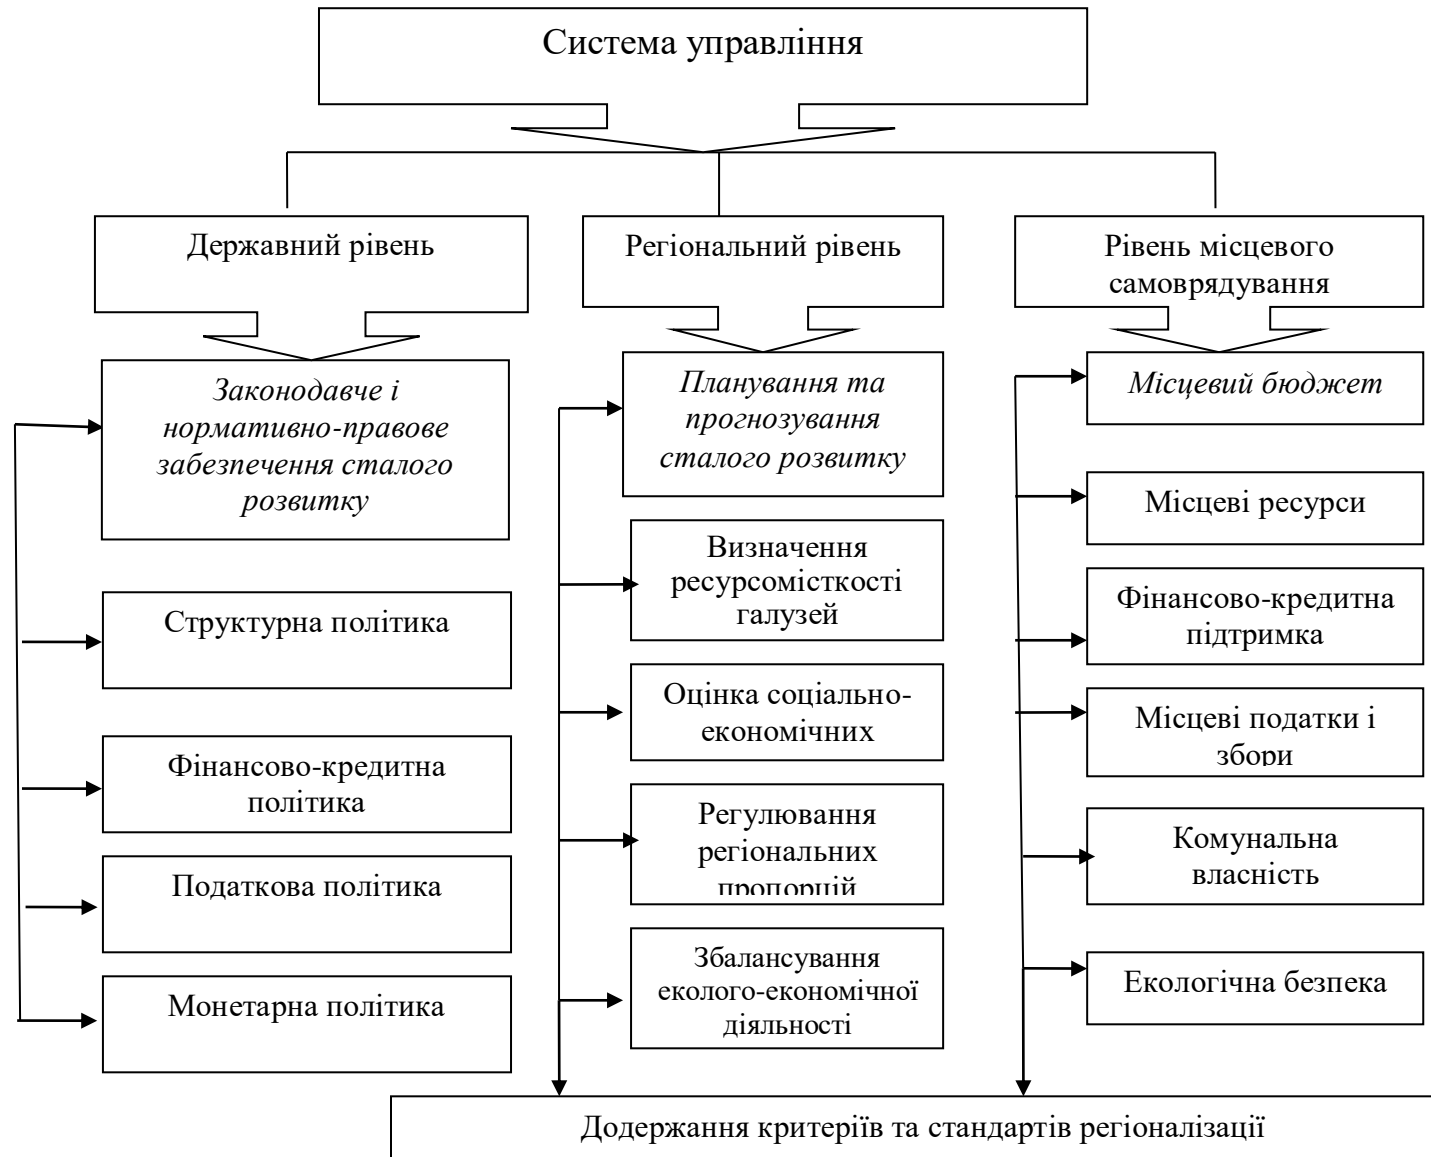 Система управління
Державний рівень
Регіональний рівень
Рівень місцевого
самоврядування
Законодавче і
нормативно-правове
забезпечення сталого
розвитку
Структурна політика
Фінансово-кредитна
політика
Податкова політика
Монетарна політика
Планування та
прогнозування
сталого розвитку
Визначення
ресурсомісткості
галузей
Оцінка соціально-
економічних
Регулювання
регіональних
пропорцій
Збалансування
еколого-економічної
діяльності
Місцевий бюджет
Місцеві ресурси
Фінансово-кредитна
підтримка
Місцеві податки і
збори
Комунальна
власність
Екологічна безпека
Додержання критеріїв та стандартів регіоналізації